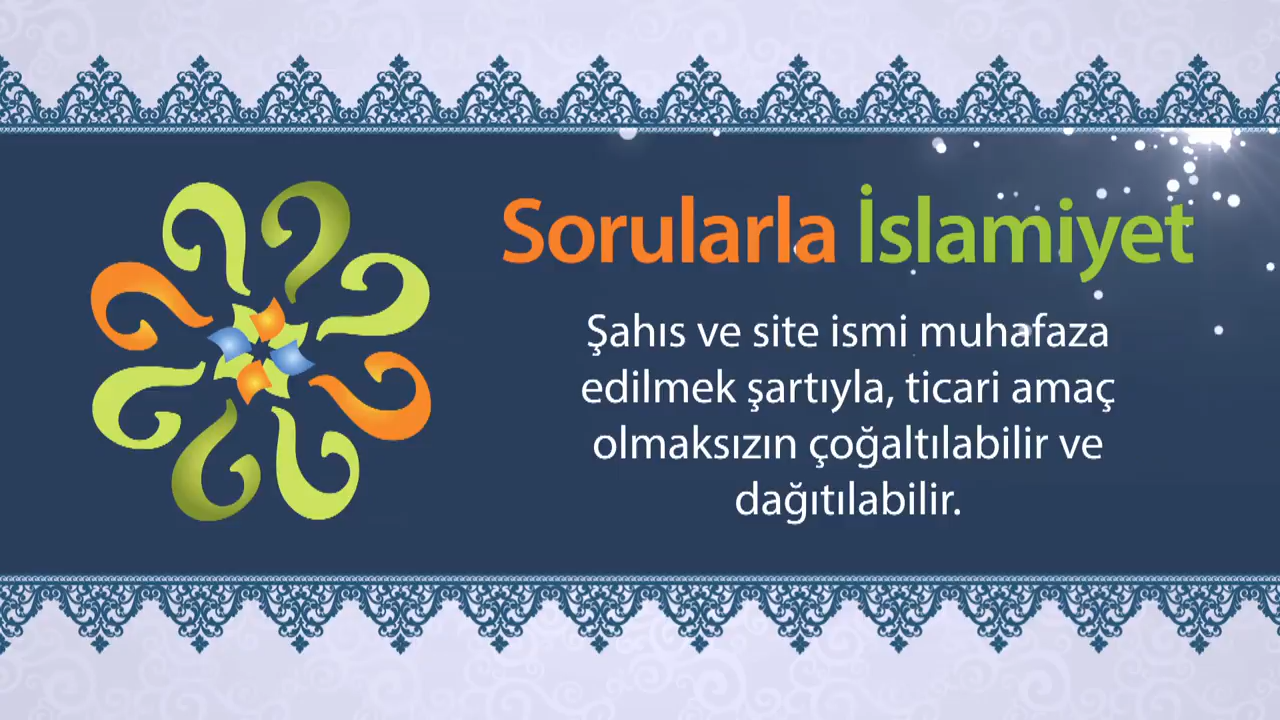 Sorularla İslamiyet
Şahıs ve site ismi muhafaza
edilmek şartıyla, ticari amaç
olmaksızın çoğaltılabilir ve
dağıtılabilir.